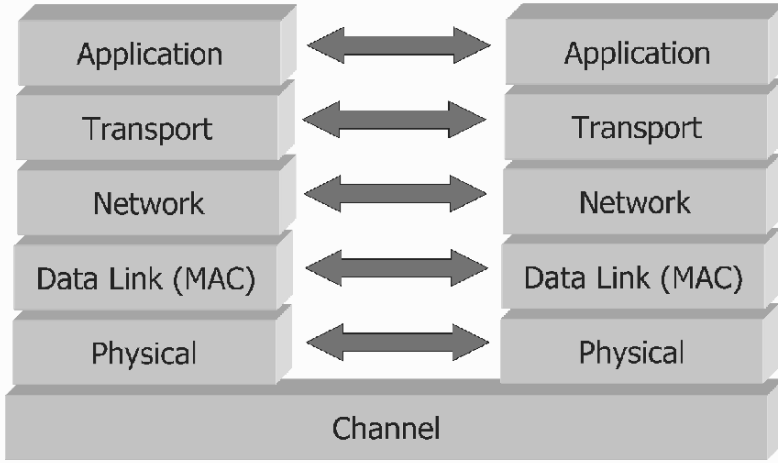 Application
Application
Transport
Transport
Network
Network
Data Link (MAC)
Data Link (MAC)
Physical
Physical
Channel